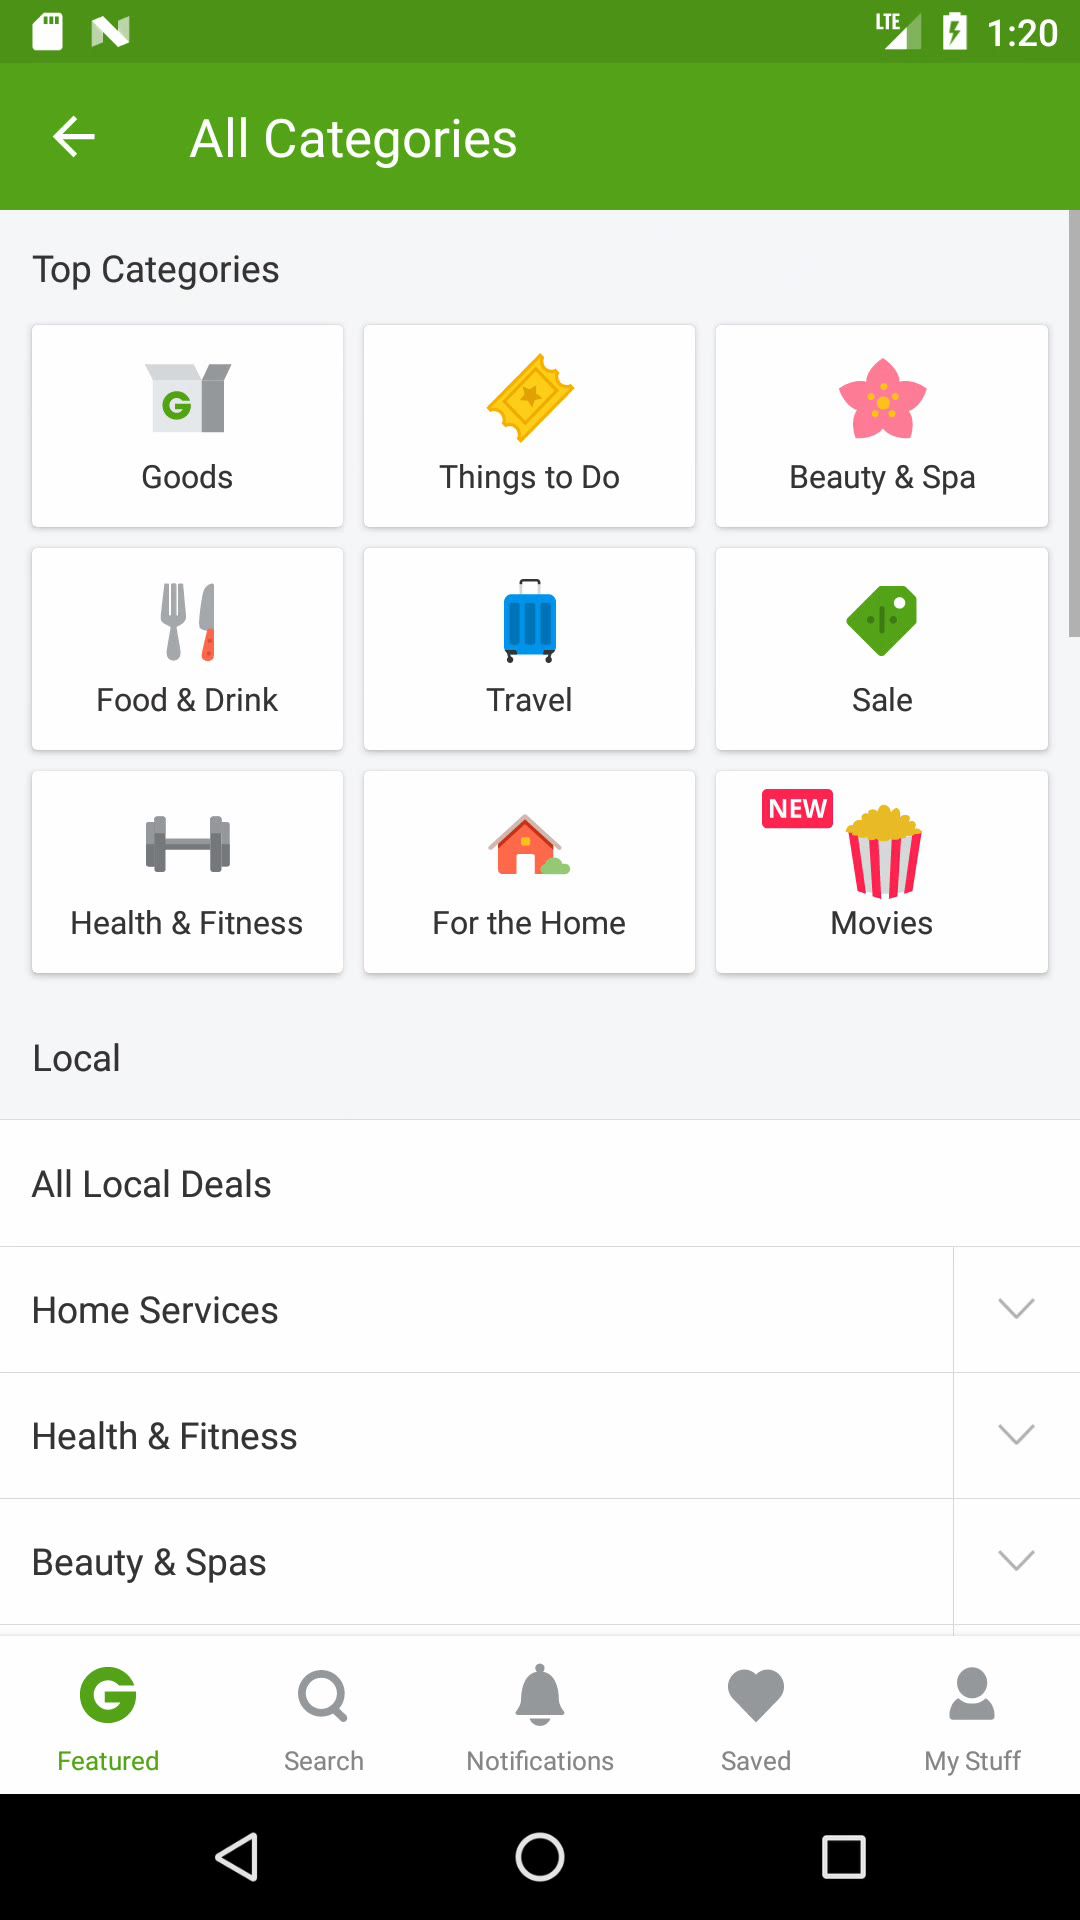 LTE 1:20
All Categories
Top Categories
Goods
Things to Do
Beauty & Spa
Food & Drink
Travel
Sale
Health & Fitness
For the Home
NEW
Movies
Local
All Local Deals
Home Services
Health & Fitness
Beauty & Spas
Featured
Search
Notifications
Saved
My Stuff